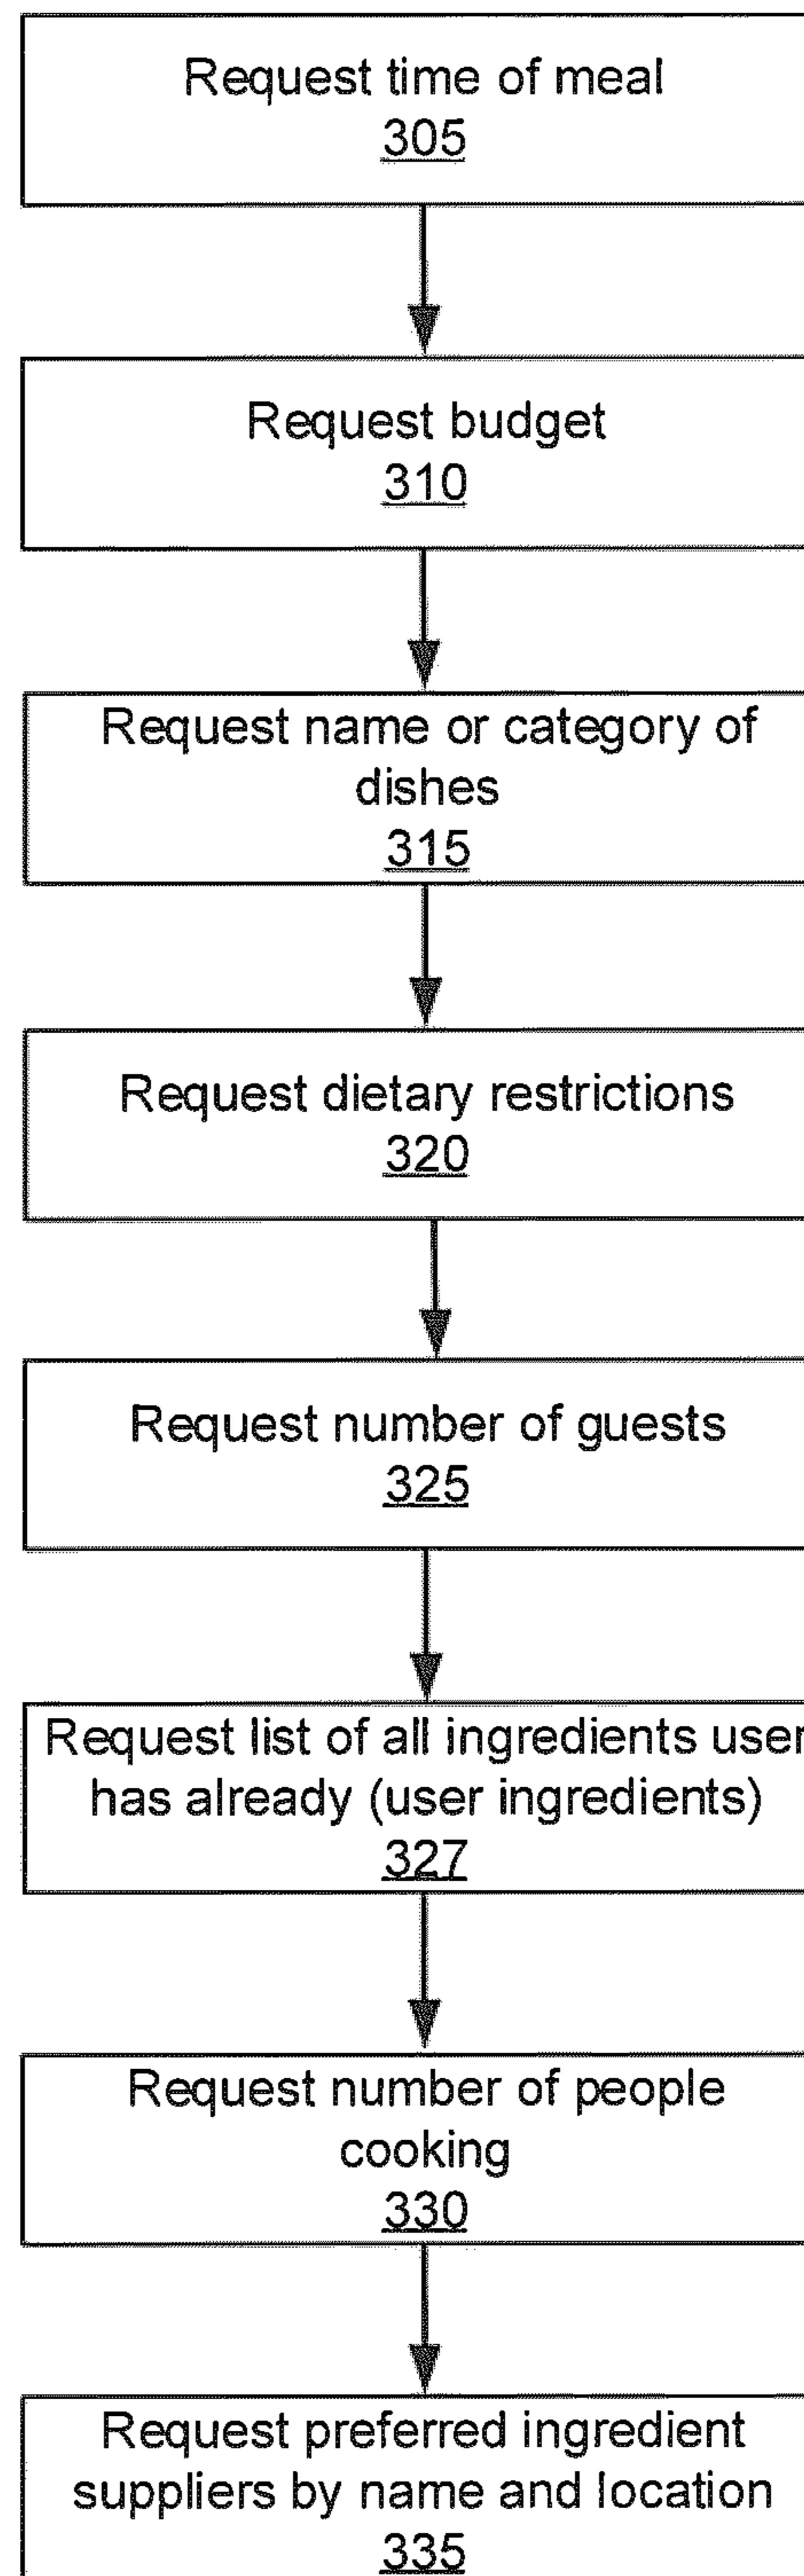 Request time of meal
305
Request budget
310
Request name or category of
dishes
315
Request dietary restrictions
320
Request number of guests
325
Request list of all ingredients user
has already (user ingredients)
327
Request number of people
cooking
330
Request preferred ingredient
suppliers by name and location
335